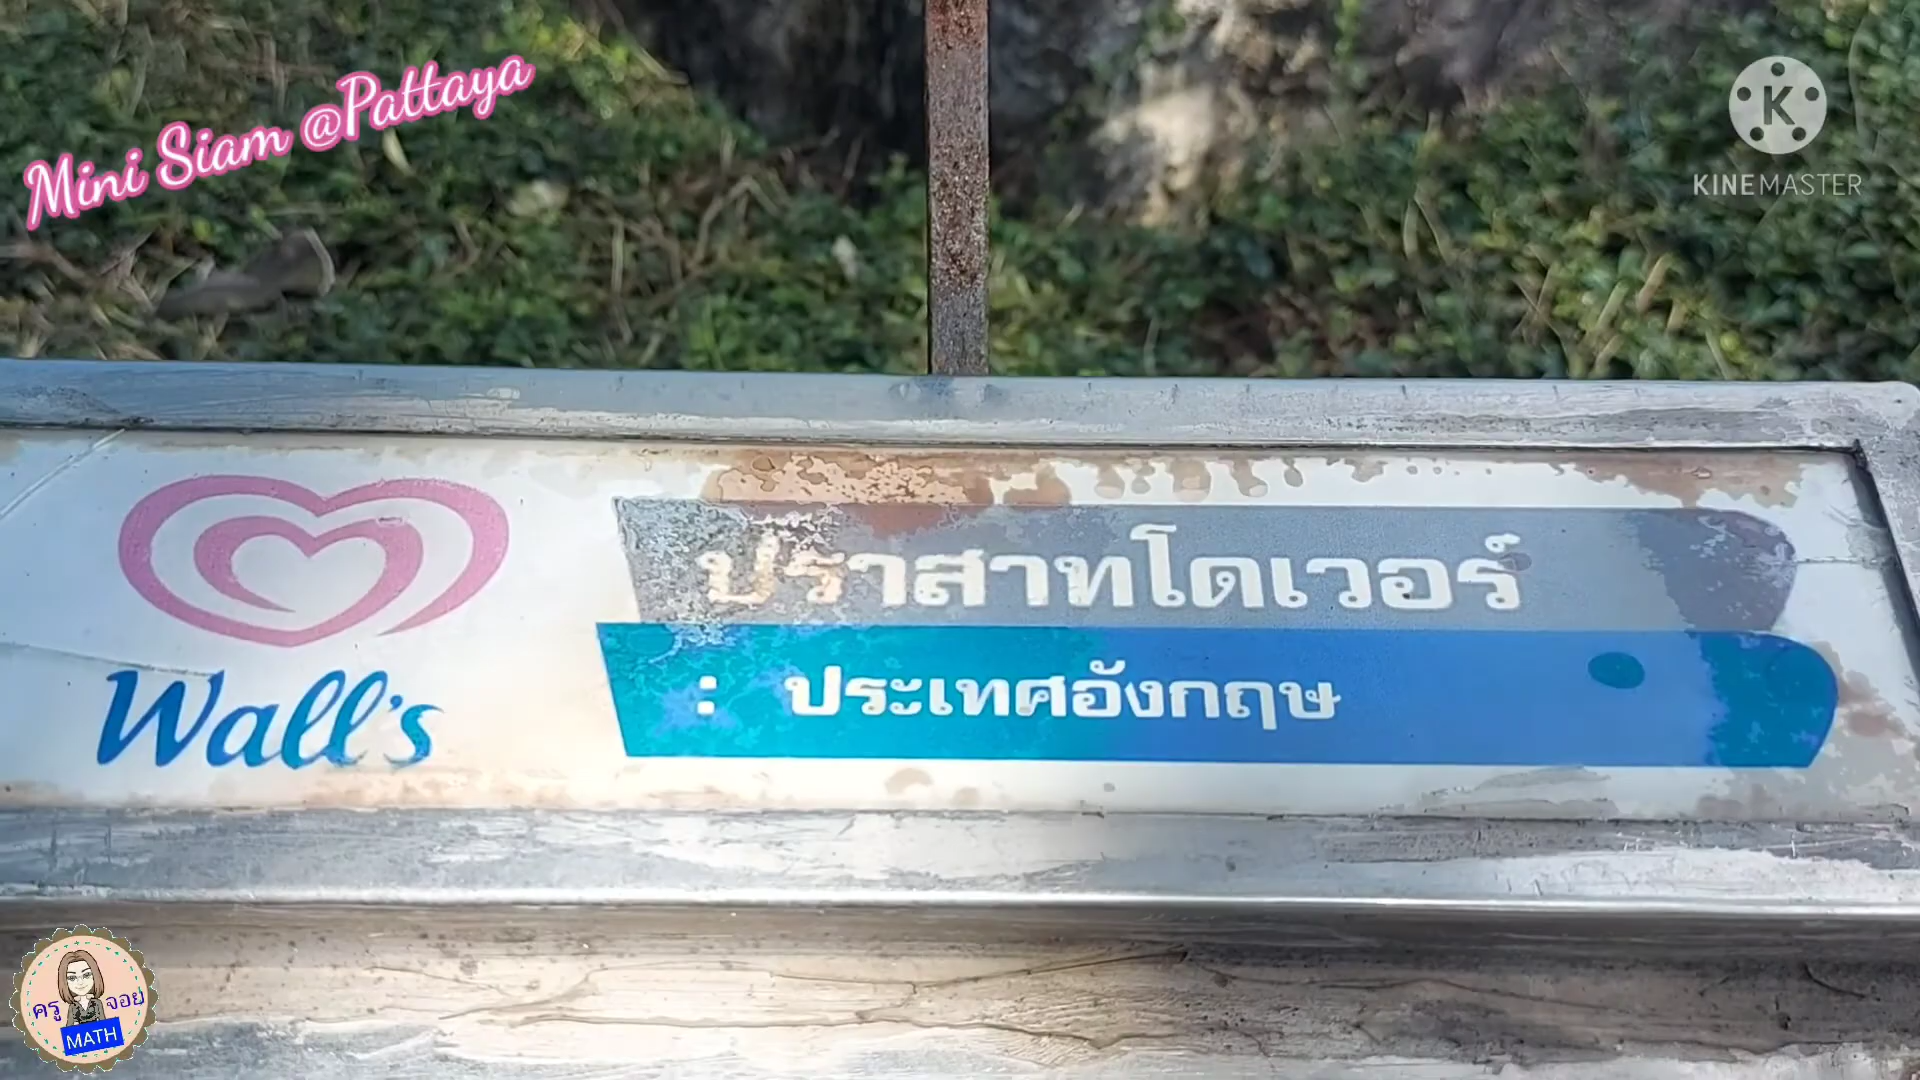 Mini Siam @Pattaya
K
KINEMASTER
ปราสาทโดเวอร์
: ประเทศอังกฤษ
Wall's
ครูจอย
MATH